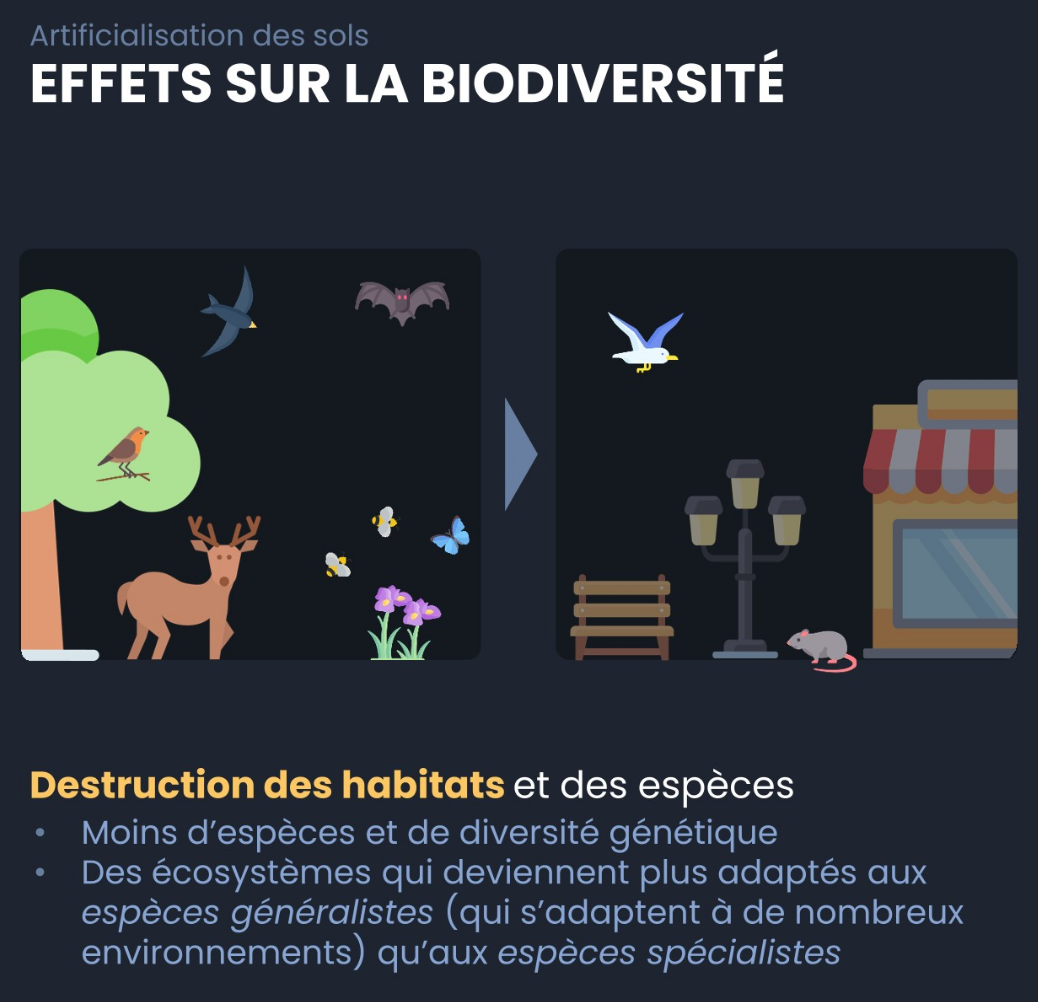 Artificialisation des sols
EFFETS SUR LA BIODIVERSITÉ
Destruction des habitats et des espèces
• Moins d’espèces et de diversité génétique
• Des écosystèmes qui deviennent plus adaptés aux
espèces généralistes (qui s’adaptent à de nombreux
environnements) qu’aux espèces spécialistes